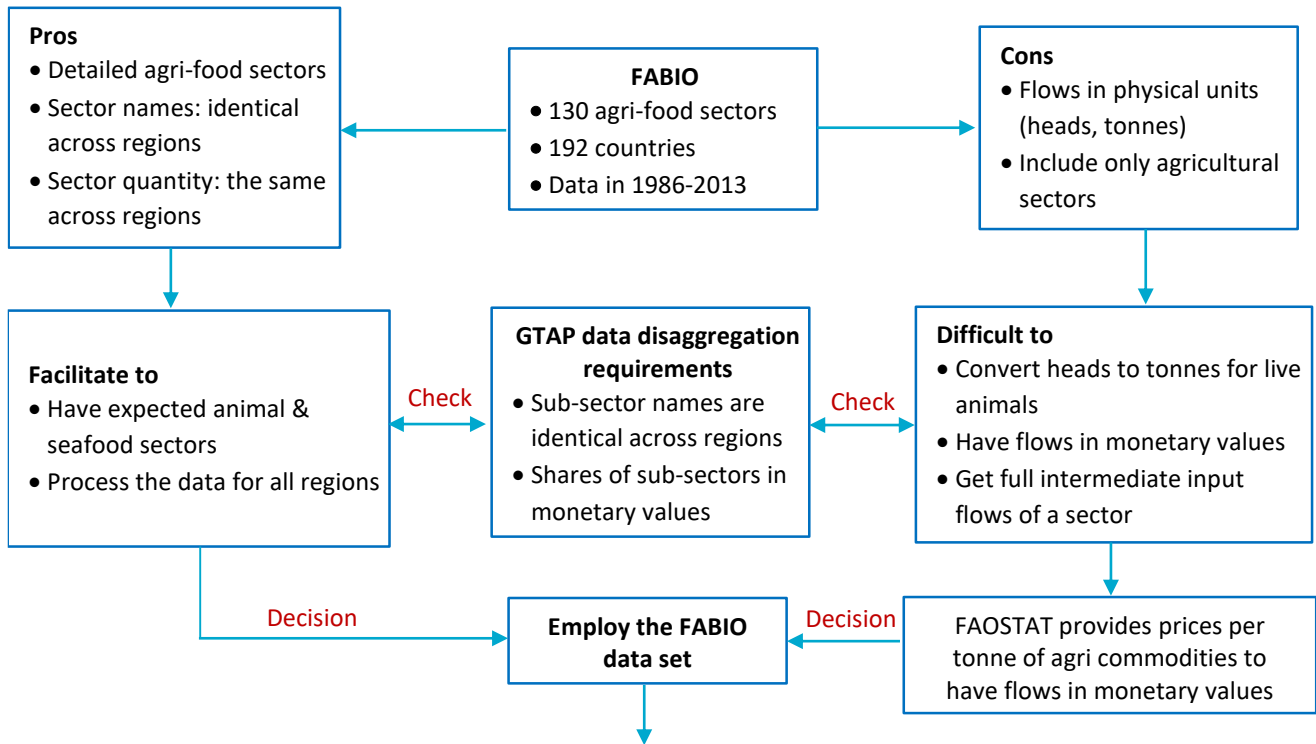 Pros
• Detailed agri-food sectors
• Sector names: identical
across regions
• Sector quantity: the same
across regions
FABIO
• 130 agri-food sectors
• 192 countries
• Data in 1986-2013
Cons
• Flows in physical units
(heads, tonnes)
• Include only agricultural
sectors
Facilitate to
• Have expected animal &
seafood sectors
• Process the data for all regions
Check
GTAP data disaggregation
requirements
• Sub-sector names are
identical across regions
• Shares of sub-sectors in
monetary values
Check
Difficult to
• Convert heads to tonnes for live
animals
• Have flows in monetary values
• Get full intermediate input
flows of a sector
Decision
Employ the FABIO
data set
Decision
FAOSTAT provides prices per
tonne of agri commodities to
have flows in monetary values